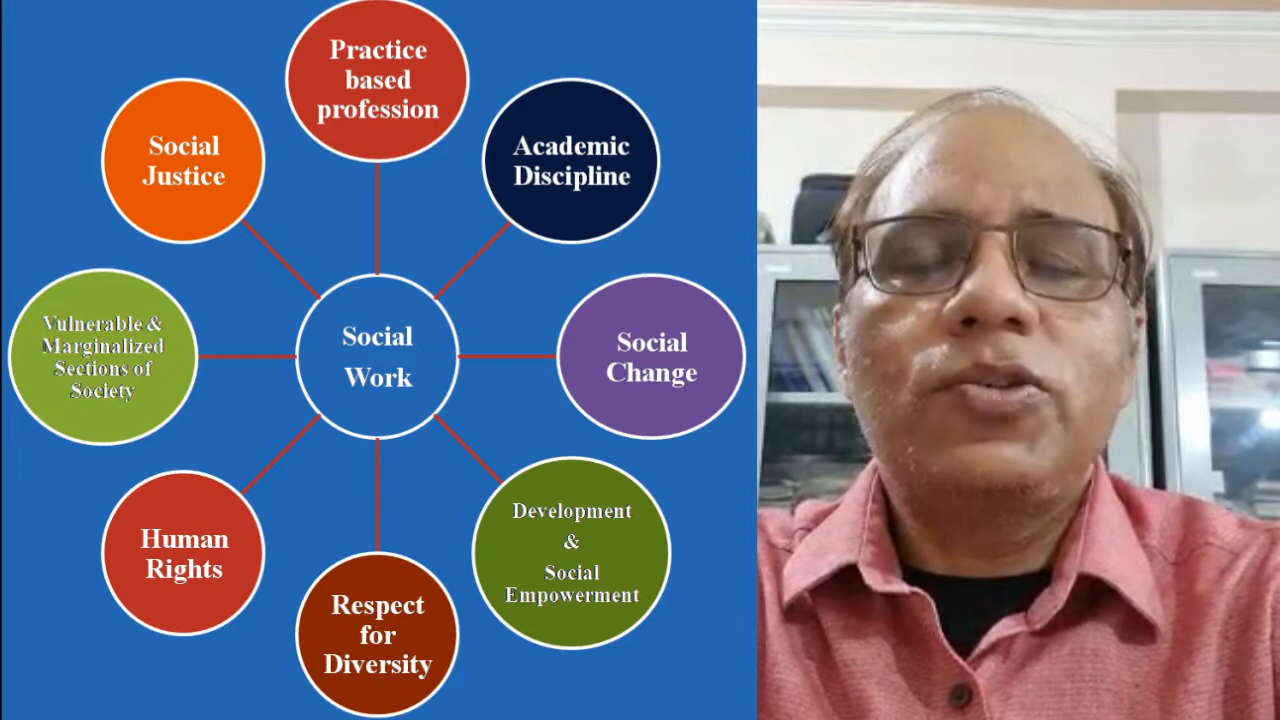 Practice
based
profession
Academic
Discipline
Social
Change
Development
&
Social
Empowerment
Respect
for
Diversity
Human
Rights
Vulnerable &
Marginalized
Sections of
Society
Social
Justice
Social
Work